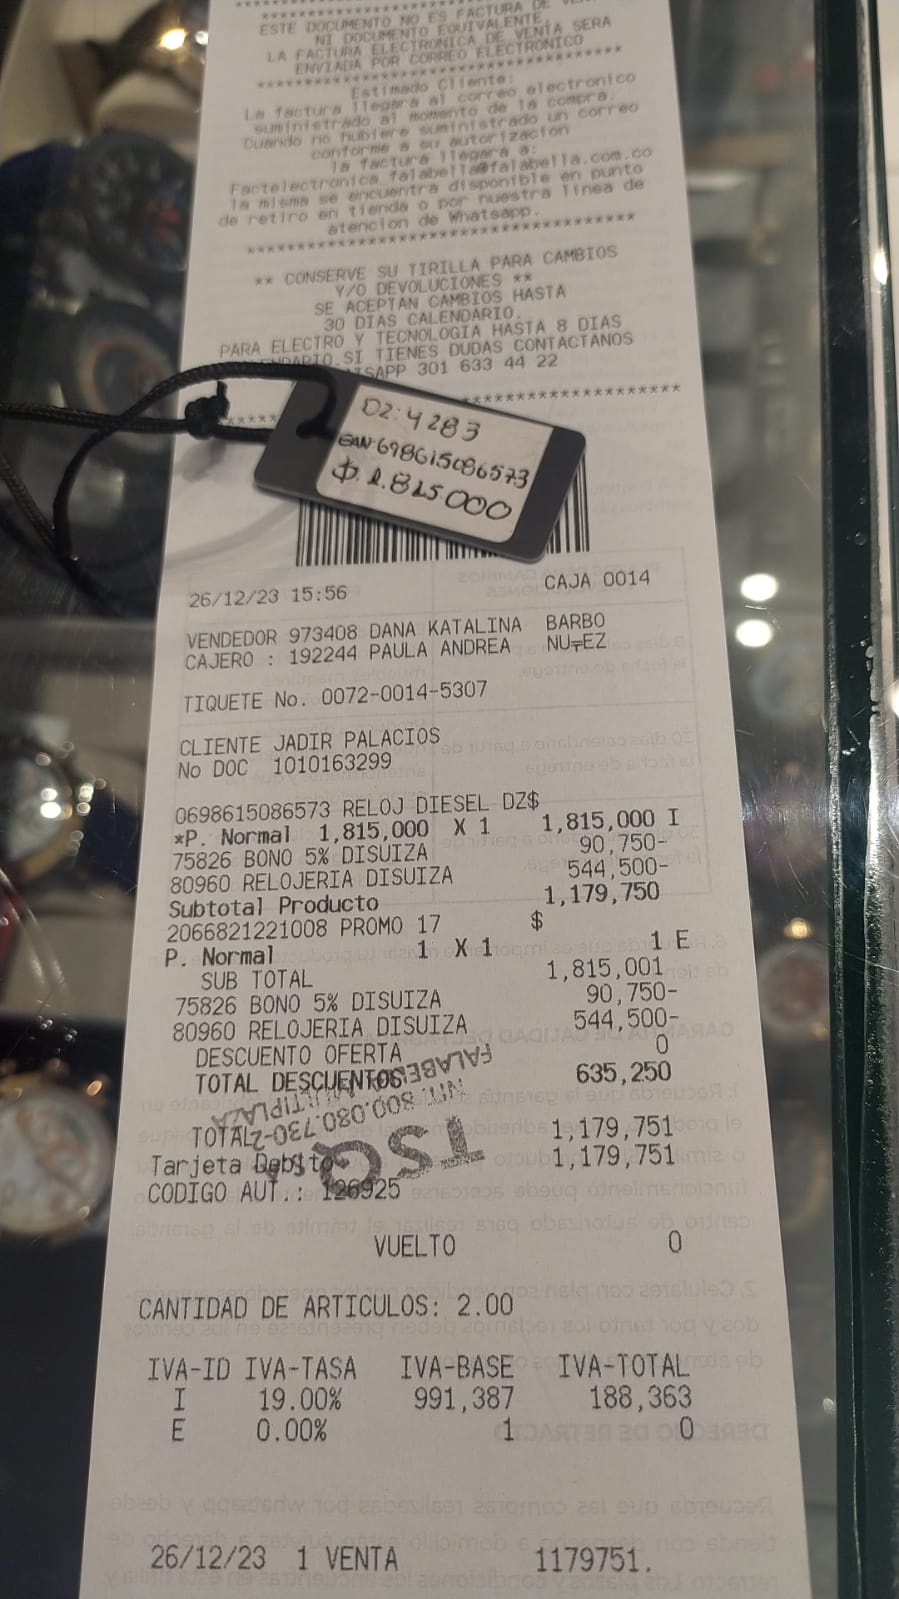 ESTE DOCUMENTO NO ES FACTURA DE
NI DOCUMENTO EQUIVALENTE,
LA FACTURA ELECTRONICA DE VENTA SERA
ENVIADA POR CORREO ELECTRONICO
****************************************
Estimado Cliente:
La factura llegara al correo electronico
suministrado al momento de la compra.
Cuando no hubiere suministrado un correo
conforme a su autorizacion
la factura llegara a:
Factelectronica_falabella@falabella.com.co
la misma se encuentra disponible en punto
de retiro en tienda o por nuestra linea de
atencion de Whatsapp.
****************************************
** CONSERVE SU TIRILLA PARA CAMBIOS
Y/O DEVOLUCIONES **
SE ACEPTAN CAMBIOS HASTA
30 DIAS CALENDARIO.
PARA ELECTRO Y TECNOLOGIA HASTA 8 DIAS
SI TIENES DUDAS CONTACTANOS
301 633 44 22
DZ:4283
EAN:698615086573
$.1.815.000
26/12/23 15:56 CAJA 0014
VENDEDOR 973408 DANA KATALINA BARBO
CAJERO : 192244 PAULA ANDREA NU╤EZ
TIQUETE No. 0072-0014-5307
CLIENTE JADIR PALACIOS
No DOC 1010163299
0698615086573 RELOJ DIESEL DZ$
*P. Normal 1,815,000 X 1 1,815,000 I
75826 BONO 5% DISUIZA 90,750-
80960 RELOJERIA DISUIZA 544,500-
Subtotal Producto 1,179,750
2066821221008 PROMO 17 $
P. Normal 1 X 1 1 E
SUB TOTAL 1,815,001
75826 BONO 5% DISUIZA 90,750-
80960 RELOJERIA DISUIZA 544,500-
DESCUENTO OFERTA 0
TOTAL DESCUENTOS 635,250
FALABELLA MULTIPLAZA
NIT. 800.080.730-2
TSQ
TOTAL 1,179,751
Tarjeta Debito 1,179,751
CODIGO AUT.: 126925
VUELTO 0
CANTIDAD DE ARTICULOS: 2.00
IVA-ID IVA-TASA IVA-BASE IVA-TOTAL
I 19.00% 991,387 188,363
E 0.00% 1 0
26/12/23 1 VENTA 1179751.